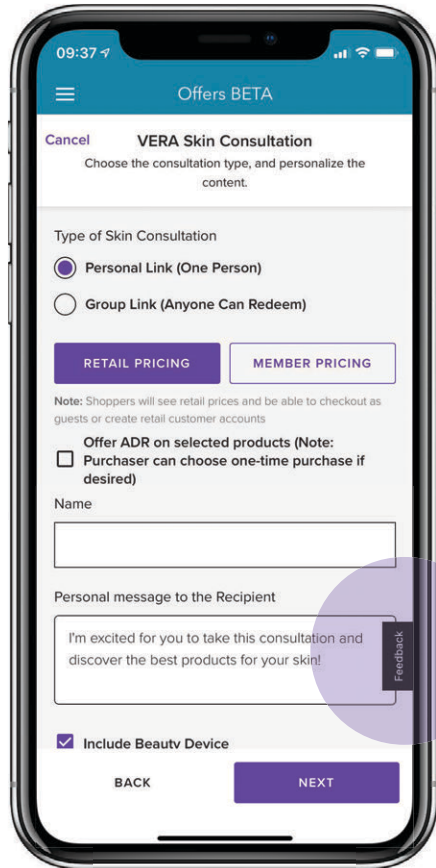 09:37
Offers BETA
Cancel
VERA Skin Consultation
Choose the consultation type, and personalize the
content.
Type of Skin Consultation
Personal Link (One Person)
Group Link (Anyone Can Redeem)
RETAIL PRICING
MEMBER PRICING
Note: Shoppers will see retail prices and be able to checkout as
guests or create retail customer accounts
Offer ADR on selected products (Note:
Purchaser can choose one-time purchase if
desired)
Name
Personal message to the Recipient
I'm excited for you to take this consultation and
discover the best products for your skin!
Feedback
Include Beauty Device
BACK
NEXT